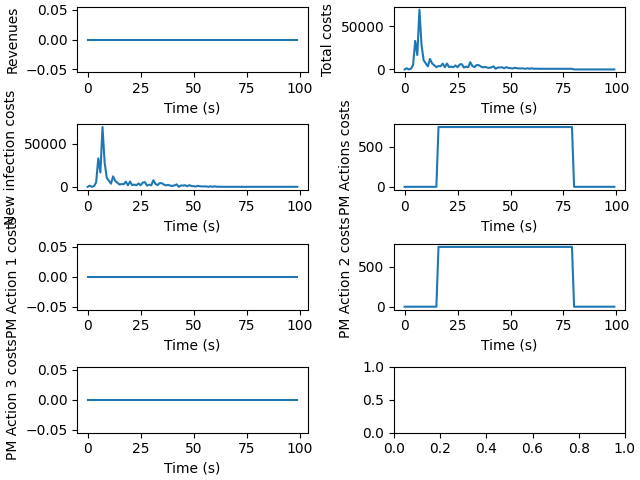 Revenues
0.05
0.00
−0.05
0 25 50 75 100
Time (s)
Total costs
50000
0
0 25 50 75 100
Time (s)
New infection costs
50000
0
0 25 50 75 100
Time (s)
PM Actions costs
500
0
0 25 50 75 100
Time (s)
PM Action 1 costs
0.05
0.00
−0.05
0 25 50 75 100
Time (s)
PM Action 2 costs
500
0
0 25 50 75 100
Time (s)
PM Action 3 costs
0.05
0.00
−0.05
0 25 50 75 100
Time (s)
1.0
0.5
0.0
0.0 0.2 0.4 0.6 0.8 1.0